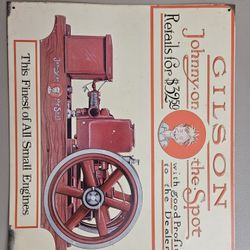 GILSON
Johnny-on-the-Spot
Retails for $39.50
with good Profit
to the Dealer
This Finest of All Small Engines